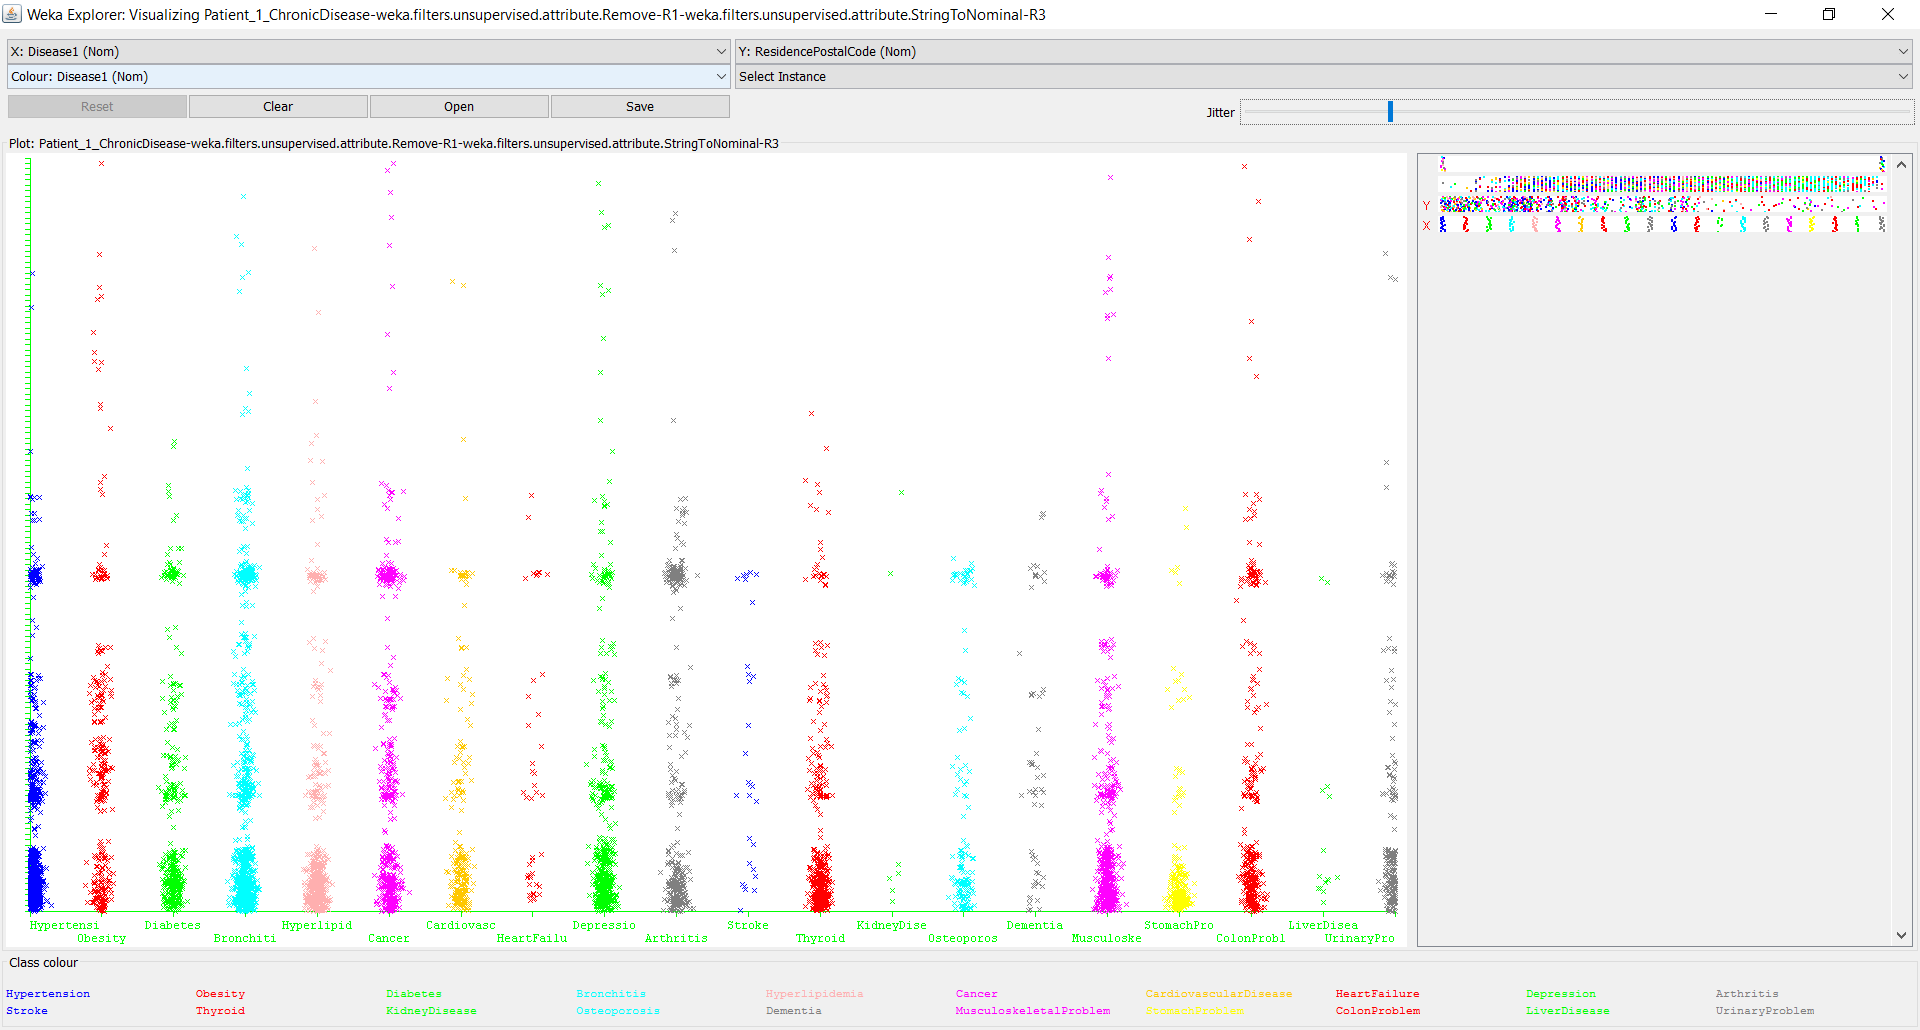 Weka Explorer: Visualizing Patient_1_ChronicDisease-weka.filters.unsupervised.attribute.Remove-R1-weka.filters.unsupervised.attribute.StringToNominal-R3
X: Disease1 (Nom) Y: ResidencePostalCode (Nom)
Colour: Disease1 (Nom) Select Instance
Reset Clear Open Save
Jitter
Plot: Patient_1_ChronicDisease-weka.filters.unsupervised.attribute.Remove-R1-weka.filters.unsupervised.attribute.StringToNominal-R3
Y
X
Hypertensi Diabetes Hyperlipid Cardiovasc Depressio Stroke KidneyDise Dementia StomachPro LiverDisea
Obesity Bronchiti Cancer HeartFailu Arthritis Thyroid Osteoporos Musculoske ColonProbl UrinaryPro
Class colour
Hypertension Obesity Diabetes Bronchitis Hyperlipidemia Cancer CardiovascularDisease HeartFailure Depression Arthritis
Stroke Thyroid KidneyDisease Osteoporosis Dementia MusculoskeletalProblem StomachProblem ColonProblem LiverDisease UrinaryProblem